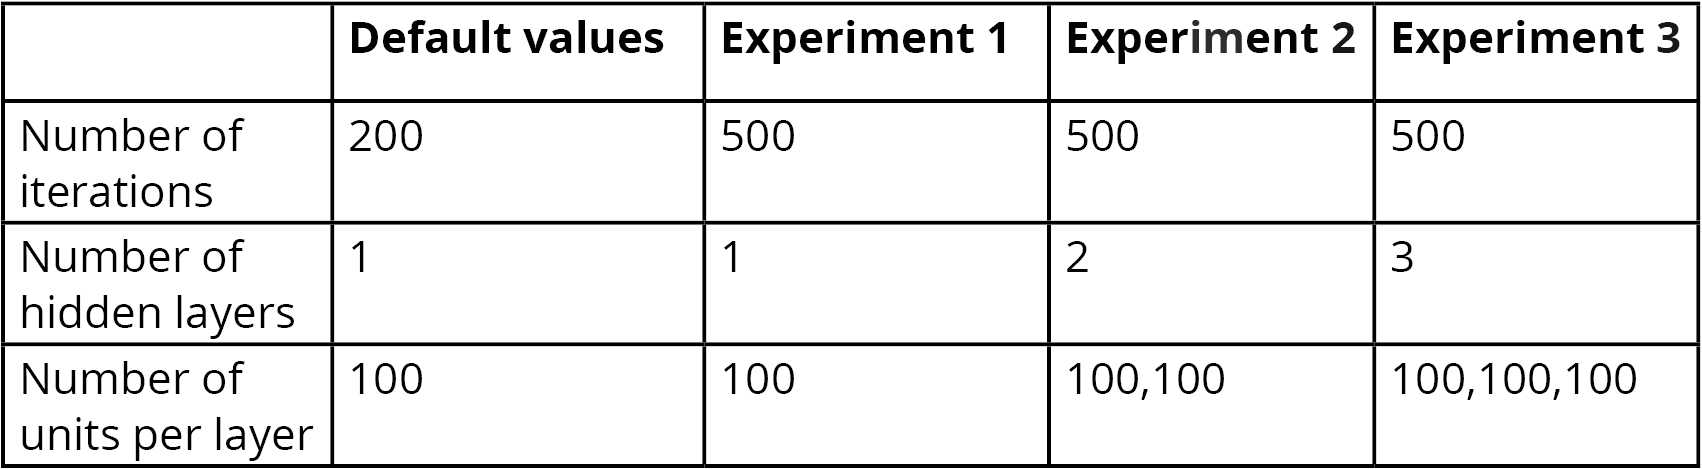 Default values Experiment 1 Experiment 2 Experiment 3
Number of 200 500 500 500
iterations
Number of 1 1 2 3
hidden layers
Number of 100 100 100,100 100,100,100
units per layer